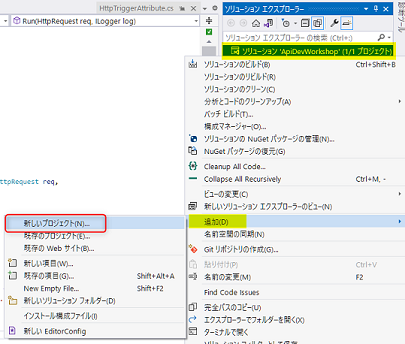 HttpTriggerAttribute.cs
Run(HttpRequest req, ILogger log)
ttpRequest req,
ソリューション エクスプローラー
ソリューション エクスプローラー の検索 (Ctrl+:)
ソリューション 'ApiDevWorkshop' (1/1 プロジェクト)
ソリューションのビルド(B) Ctrl+Shift+B
ソリューションのリビルド(R)
ソリューションのクリーン(C)
分析とコードのクリーンアップ(A)
バッチ ビルド(T)...
構成マネージャー(O)...
ソリューションの NuGet パッケージの管理(N)...
NuGet パッケージの復元(G)
Cleanup All Code...
Collapse All Recursively Ctrl+M, -
ビューの変更(C)
新しいソリューション エクスプローラーのビュー(N)
追加(D)
名前空間の同期(N)
Git リポジトリの作成(G)...
貼り付け(P) Ctrl+V
名前の変更(M) F2
Find Code Issues
完全パスのコピー(U)
エクスプローラーでフォルダーを開く(X)
ターミナルで開く
新しいプロジェクト(N)...
既存のプロジェクト(E)...
既存の Web サイト(B)...
新しい項目(W)...
既存の項目(G)... Shift+Alt+A
New Empty File... Shift+F2
新しいソリューション フォルダー(D)
インストール構成ファイル(I)
新しい EditorConfig